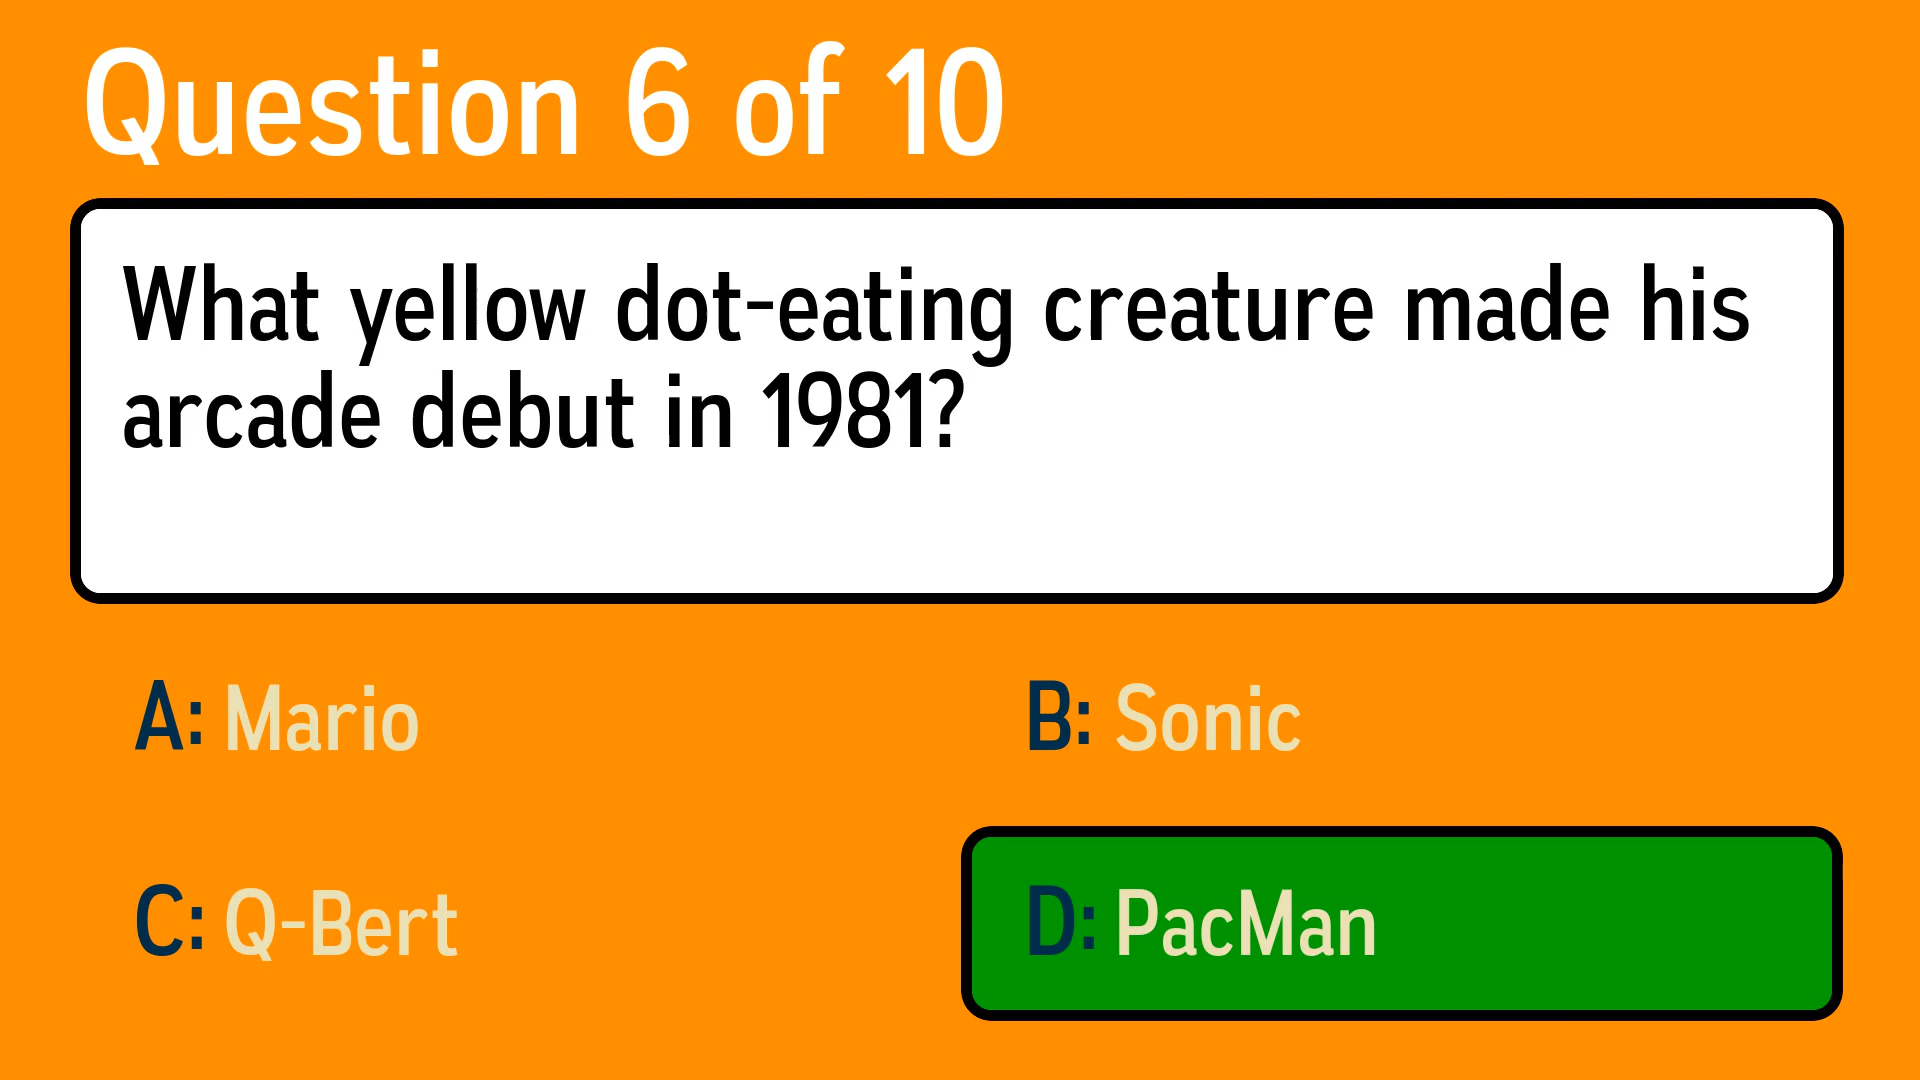 Question 6 of 10
What yellow dot-eating creature made his
arcade debut in 1981?
A: Mario
B: Sonic
C: Q-Bert
D: PacMan